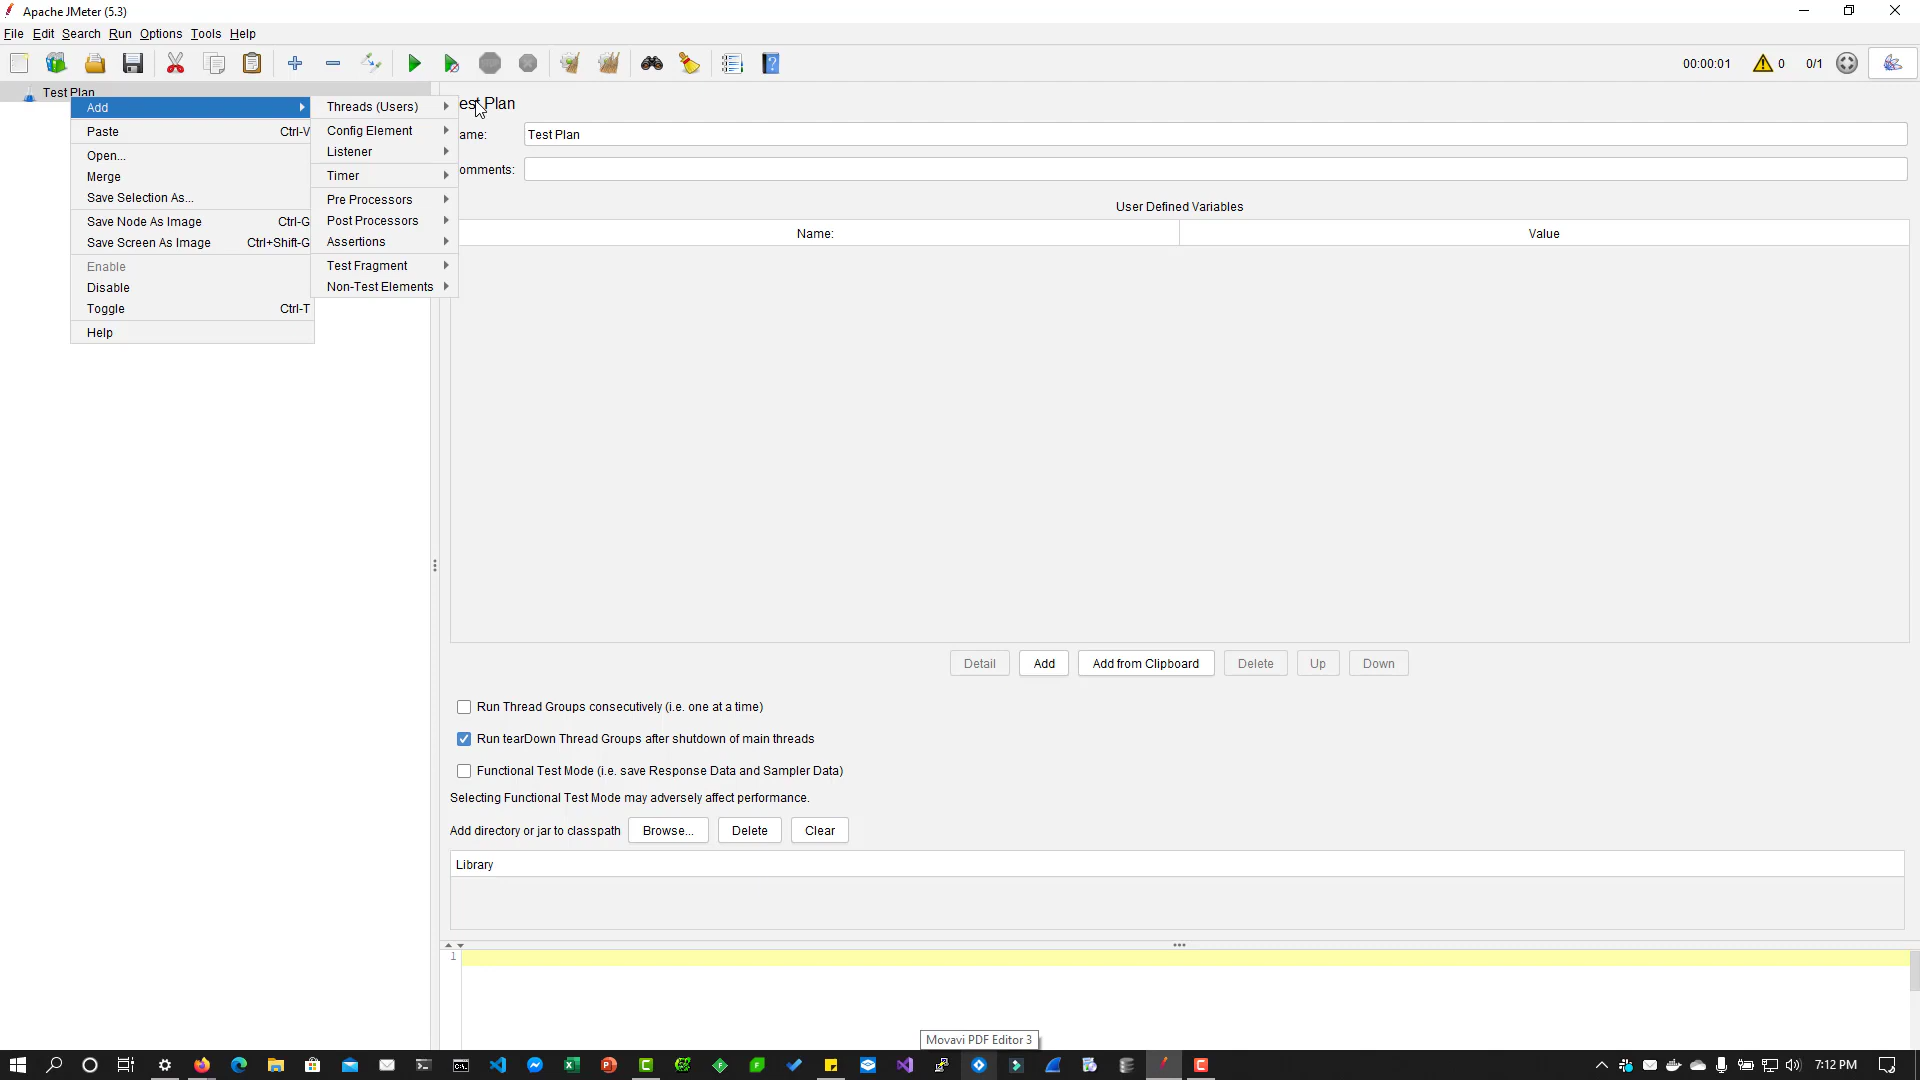 Apache JMeter (5.3)
File Edit Search Run Options Tools Help
00:00:01 0 0/1
Test Plan
Add
Paste Ctrl-V
Open...
Merge
Save Selection As...
Save Node As Image Ctrl-G
Save Screen As Image Ctrl+Shift-G
Enable
Disable
Toggle Ctrl-T
Help
Threads (Users)
Config Element
Listener
Timer
Pre Processors
Post Processors
Assertions
Test Fragment
Non-Test Elements
est Plan
ame: Test Plan
omments:
User Defined Variables
Name: Value
Detail Add Add from Clipboard Delete Up Down
Run Thread Groups consecutively (i.e. one at a time)
Run tearDown Thread Groups after shutdown of main threads
Functional Test Mode (i.e. save Response Data and Sampler Data)
Selecting Functional Test Mode may adversely affect performance.
Add directory or jar to classpath Browse... Delete Clear
Library
1
Movavi PDF Editor 3
7:12 PM